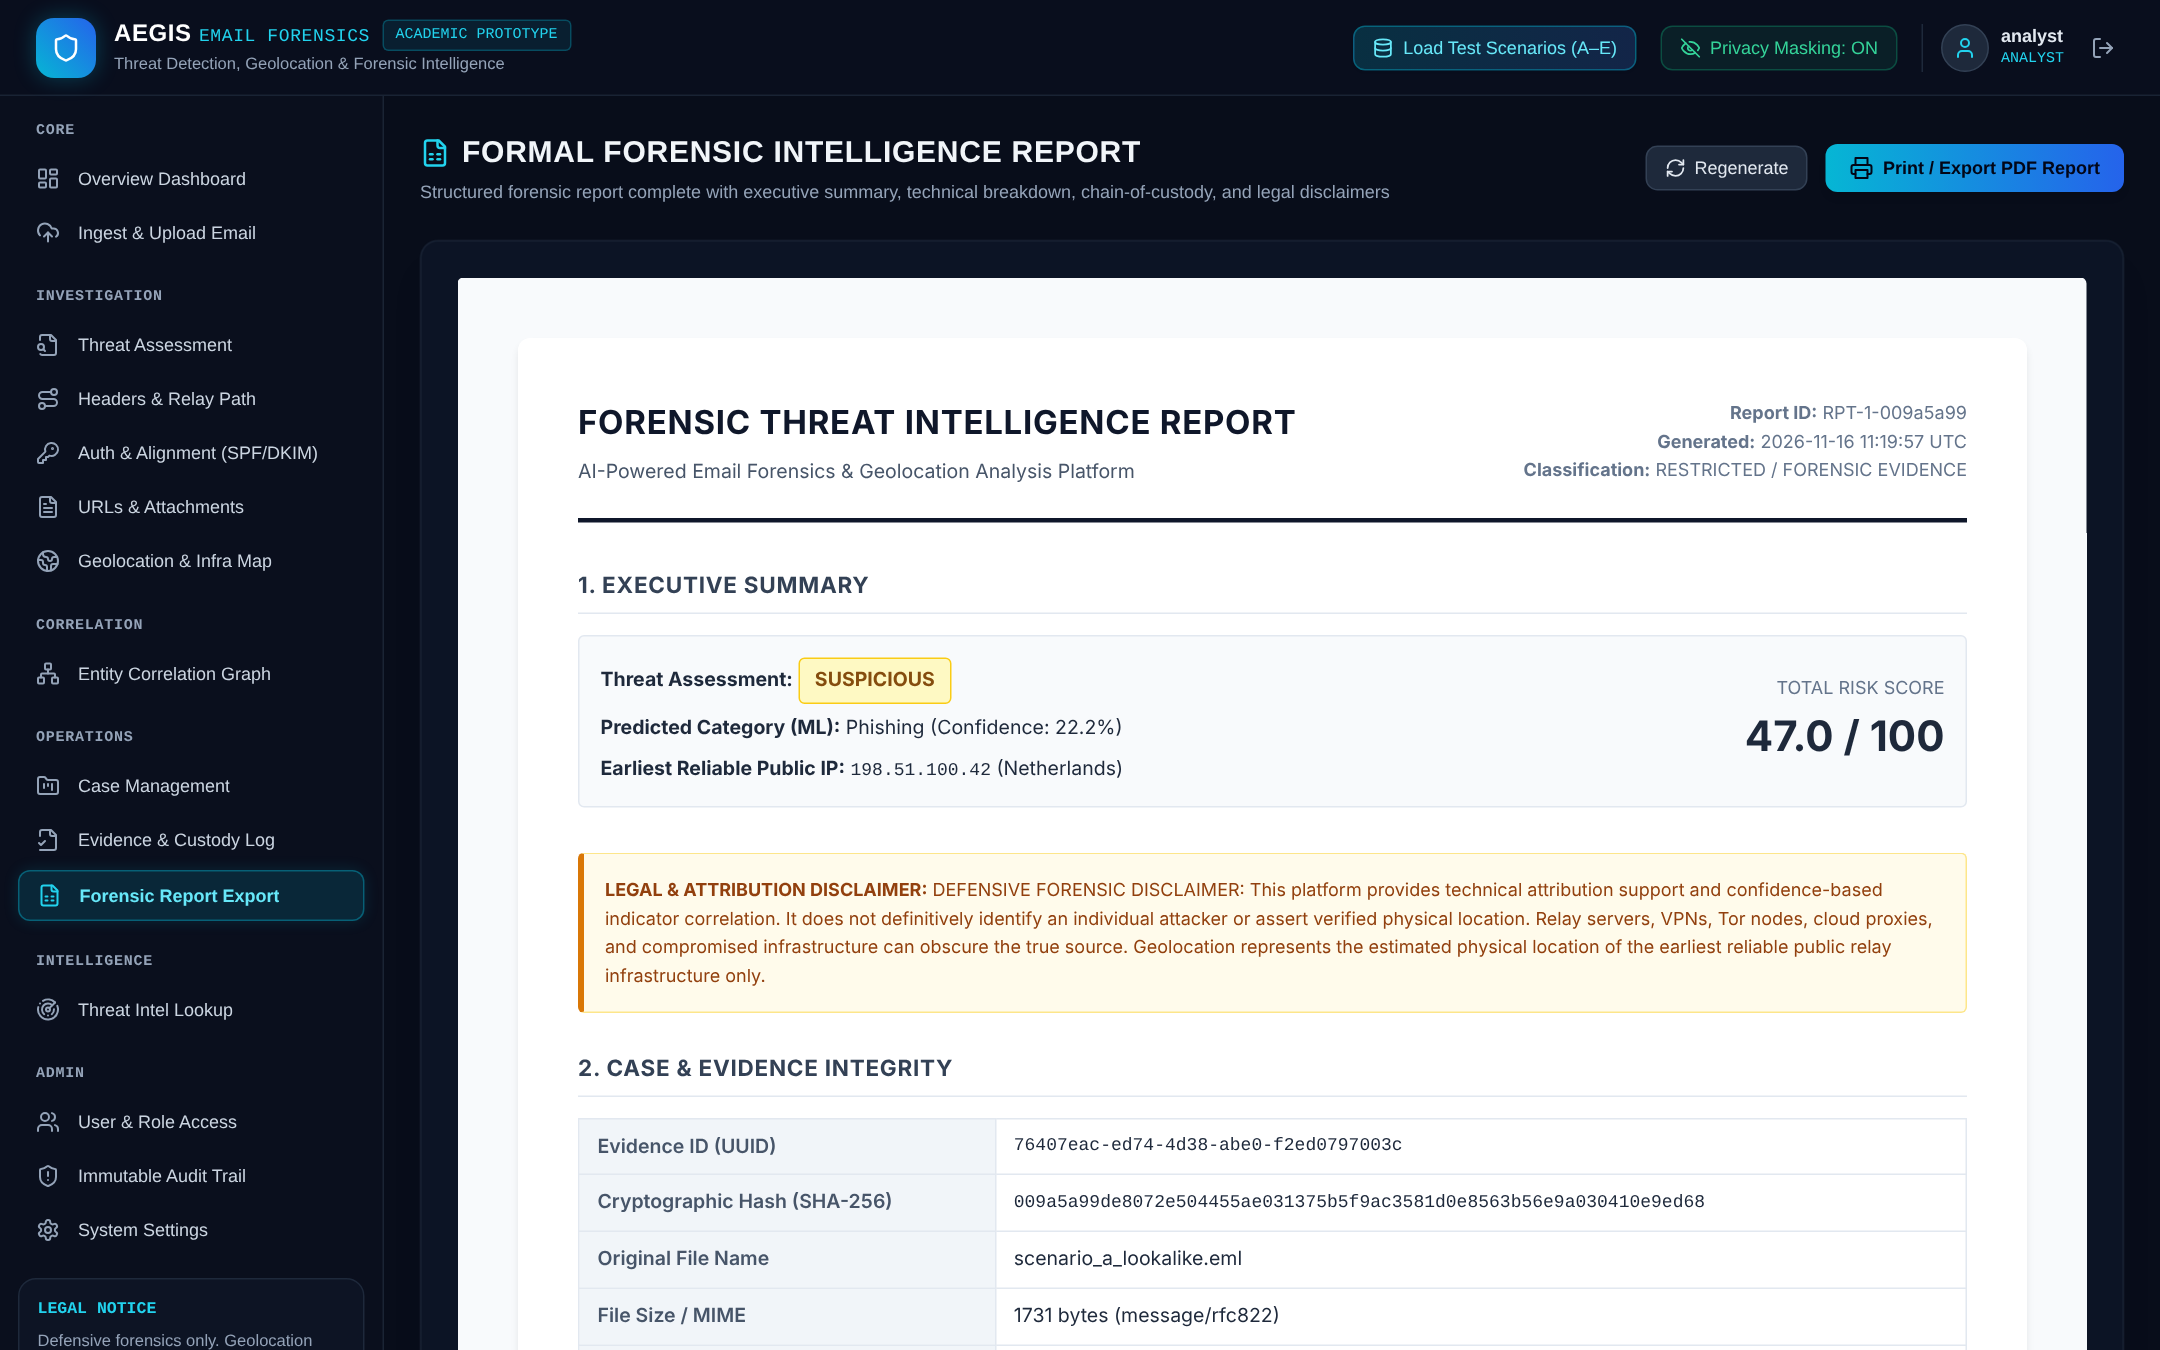 AEGIS EMAIL FORENSICS ACADEMIC PROTOTYPE
Threat Detection, Geolocation & Forensic Intelligence
Load Test Scenarios (A–E)
Privacy Masking: ON
analyst
ANALYST
CORE
Overview Dashboard
Ingest & Upload Email
INVESTIGATION
Threat Assessment
Headers & Relay Path
Auth & Alignment (SPF/DKIM)
URLs & Attachments
Geolocation & Infra Map
CORRELATION
Entity Correlation Graph
OPERATIONS
Case Management
Evidence & Custody Log
Forensic Report Export
INTELLIGENCE
Threat Intel Lookup
ADMIN
User & Role Access
Immutable Audit Trail
System Settings
LEGAL NOTICE
Defensive forensics only. Geolocation
FORMAL FORENSIC INTELLIGENCE REPORT
Structured forensic report complete with executive summary, technical breakdown, chain-of-custody, and legal disclaimers
Regenerate
Print / Export PDF Report
FORENSIC THREAT INTELLIGENCE REPORT
AI-Powered Email Forensics & Geolocation Analysis Platform
Report ID: RPT-1-009a5a99
Generated: 2026-11-16 11:19:57 UTC
Classification: RESTRICTED / FORENSIC EVIDENCE
1. EXECUTIVE SUMMARY
Threat Assessment: SUSPICIOUS
Predicted Category (ML): Phishing (Confidence: 22.2%)
Earliest Reliable Public IP: 198.51.100.42 (Netherlands)
TOTAL RISK SCORE
47.0 / 100
LEGAL & ATTRIBUTION DISCLAIMER: DEFENSIVE FORENSIC DISCLAIMER: This platform provides technical attribution support and confidence-based
indicator correlation. It does not definitively identify an individual attacker or assert verified physical location. Relay servers, VPNs, Tor nodes, cloud proxies,
and compromised infrastructure can obscure the true source. Geolocation represents the estimated physical location of the earliest reliable public relay
infrastructure only.
2. CASE & EVIDENCE INTEGRITY
Evidence ID (UUID) 76407eac-ed74-4d38-abe0-f2ed0797003c
Cryptographic Hash (SHA-256) 009a5a99de8072e504455ae031375b5f9ac3581d0e8563b56e9a030410e9ed68
Original File Name scenario_a_lookalike.eml
File Size / MIME 1731 bytes (message/rfc822)